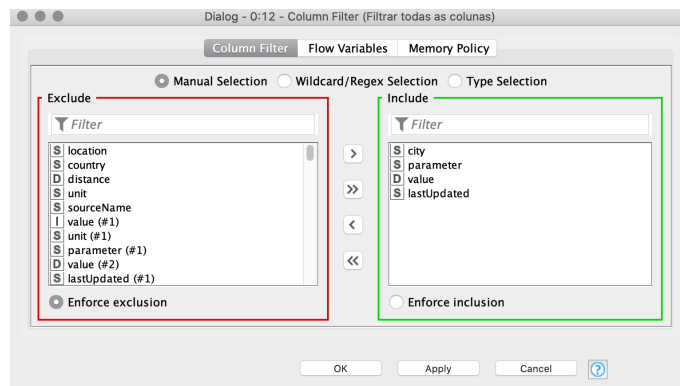 Dialog - 0:12 - Column Filter (Filtrar todas as colunas)
Column Filter Flow Variables Memory Policy
Manual Selection Wildcard/Regex Selection Type Selection
Exclude
Filter
S location
S country
D distance
S unit
S sourceName
I value (#1)
S unit (#1)
S parameter (#1)
D value (#2)
S lastUpdated (#1)
Enforce exclusion
>
>>
<
<<
Include
Filter
S city
S parameter
D value
S lastUpdated
Enforce inclusion
OK Apply Cancel ?